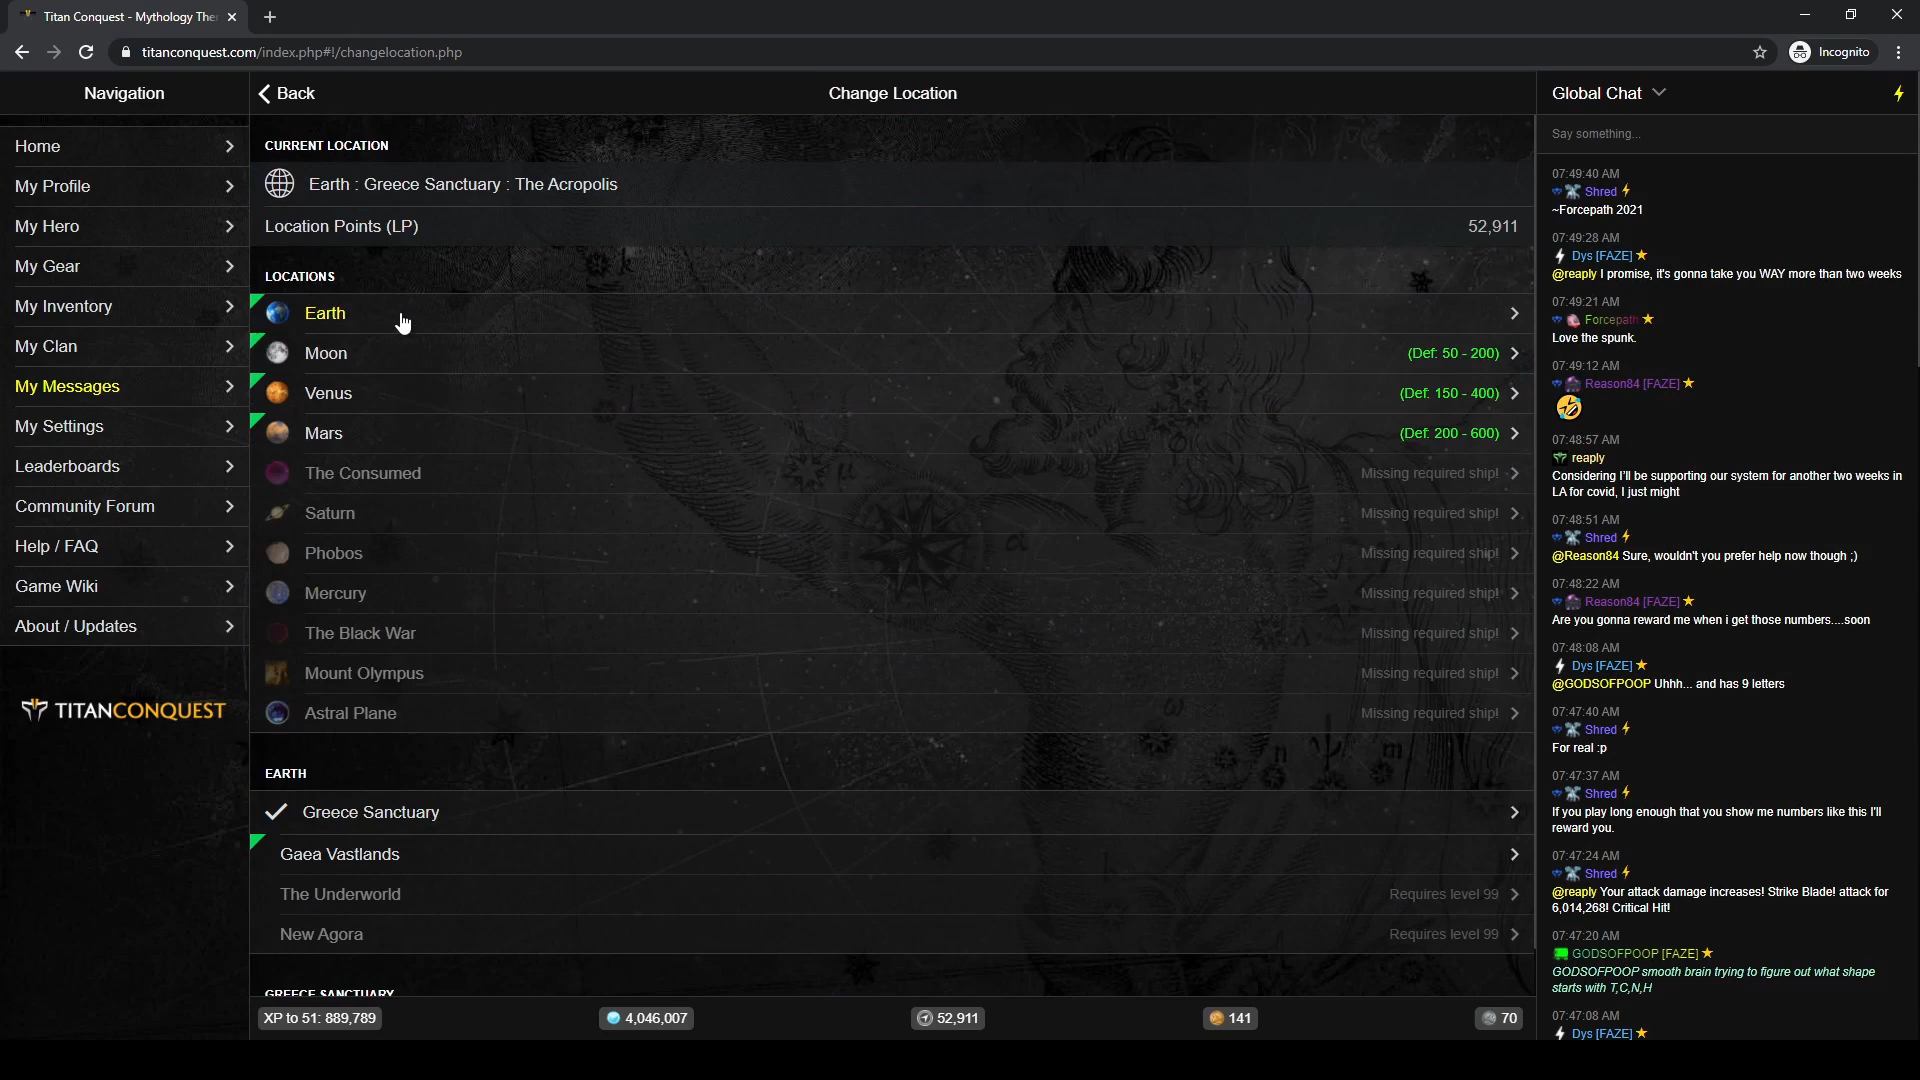 Titan Conquest - Mythology The
titanconquest.com/index.php#!/changelocation.php
Incognito
Navigation
Home
My Profile
My Hero
My Gear
My Inventory
My Clan
My Messages
My Settings
Leaderboards
Community Forum
Help / FAQ
Game Wiki
About / Updates
TITANCONQUEST
Back
Change Location
CURRENT LOCATION
Earth : Greece Sanctuary : The Acropolis
Location Points (LP) 52,911
LOCATIONS
Earth
Moon (Def: 50 - 200)
Venus (Def: 150 - 400)
Mars (Def: 200 - 600)
The Consumed Missing required ship!
Saturn Missing required ship!
Phobos Missing required ship!
Mercury Missing required ship!
The Black War Missing required ship!
Mount Olympus Missing required ship!
Astral Plane Missing required ship!
EARTH
Greece Sanctuary
Gaea Vastlands
The Underworld Requires level 99
New Agora Requires level 99
GREECE SANCTUARY
XP to 51: 889,789 4,046,007 52,911 141 70
Global Chat
Say something...
07:49:40 AM
Shred
~Forcepath 2021
07:49:28 AM
Dys [FAZE]
@reaply I promise, it's gonna take you WAY more than two weeks
07:49:21 AM
Forcepath
Love the spunk.
07:49:12 AM
Reason84 [FAZE]
07:48:57 AM
reaply
Considering I'll be supporting our system for another two weeks in
LA for covid, I just might
07:48:51 AM
Shred
@Reason84 Sure, wouldn't you prefer help now though ;)
07:48:22 AM
Reason84 [FAZE]
Are you gonna reward me when i get those numbers....soon
07:48:08 AM
Dys [FAZE]
@GODSOFPOOP Uhhh... and has 9 letters
07:47:40 AM
Shred
For real :p
07:47:37 AM
Shred
If you play long enough that you show me numbers like this I'll
reward you.
07:47:24 AM
Shred
@reaply Your attack damage increases! Strike Blade! attack for
6,014,268! Critical Hit!
07:47:20 AM
GODSOFPOOP [FAZE]
GODSOFPOOP smooth brain trying to figure out what shape
starts with T,C,N,H
07:47:08 AM
Dys [FAZE]